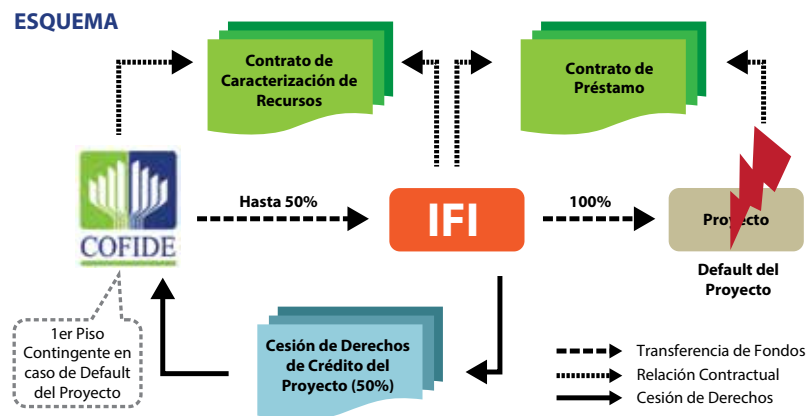 ESQUEMA
Contrato de
Caracterización de
Recursos
Contrato de
Préstamo
COFIDE
Hasta 50%
IFI
100%
Proyecto
Default del
Proyecto
1er Piso
Contingente en
caso de Default
del Proyecto
Cesión de Derechos
de Crédito del
Proyecto (50%)
Transferencia de Fondos
Relación Contractual
Cesión de Derechos